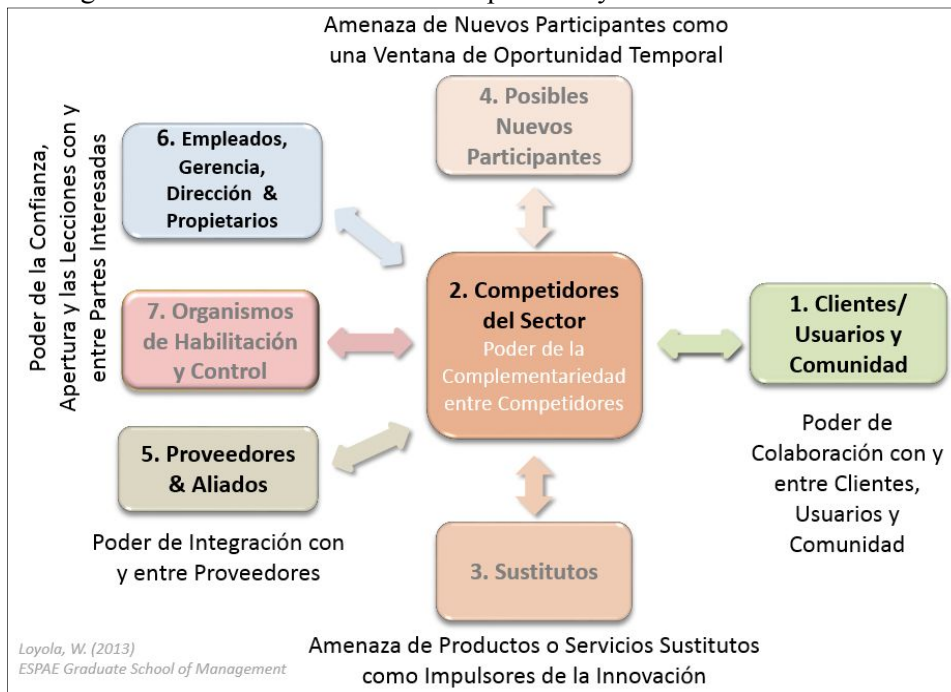 Amenaza de Nuevos Participantes como
una Ventana de Oportunidad Temporal
4. Posibles
Nuevos
Participantes
Poder de la Confianza,
Apertura y las Lecciones con y
entre Partes Interesadas
6. Empleados,
Gerencia,
Dirección &
Propietarios
7. Organismos
de Habilitación
y Control
5. Proveedores
& Aliados
Poder de Integración con
y entre Proveedores
2. Competidores
del Sector
Poder de la
Complementariedad
entre Competidores
1. Clientes/
Usuarios y
Comunidad
Poder de
Colaboración con y
entre Clientes,
Usuarios y
Comunidad
3. Sustitutos
Amenaza de Productos o Servicios Sustitutos
como Impulsores de la Innovación
Loyola, W. (2013)
ESPAE Graduate School of Management